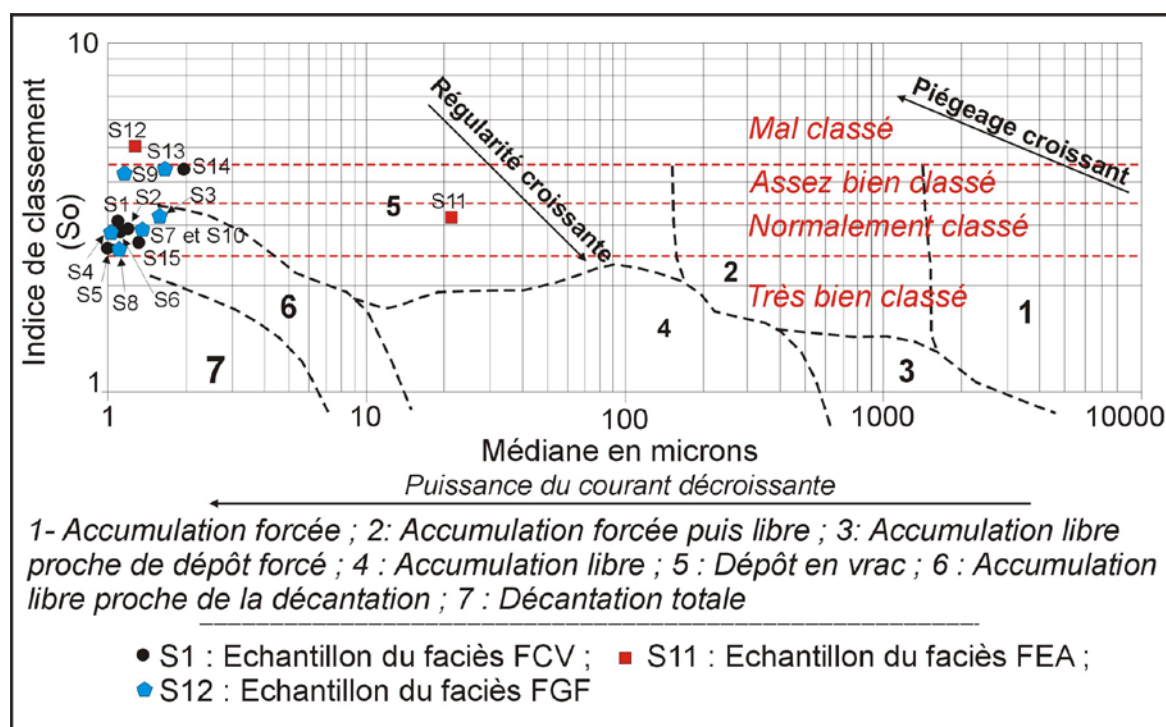 10
Indice de classement
(So)
1
S12
S13
S14
S9
S2
S3
S1
S7 et S10
S4
S15
S5
S8
S6
S11
5
6
7
4
2
3
1
Régularité croissante
Piégeage croissant
Mal classé
Assez bien classé
Normalement classé
Très bien classé
1 10 100 1000 10000
Médiane en microns
Puissance du courant décroissante
1- Accumulation forcée ; 2: Accumulation forcée puis libre ; 3: Accumulation libre
proche de dépôt forcé ; 4 : Accumulation libre ; 5 : Dépôt en vrac ; 6 : Accumulation
libre proche de la décantation ; 7 : Décantation totale
S1 : Echantillon du faciès FCV ; S11 : Echantillon du faciès FEA ;
S12 : Echantillon du faciès FGF